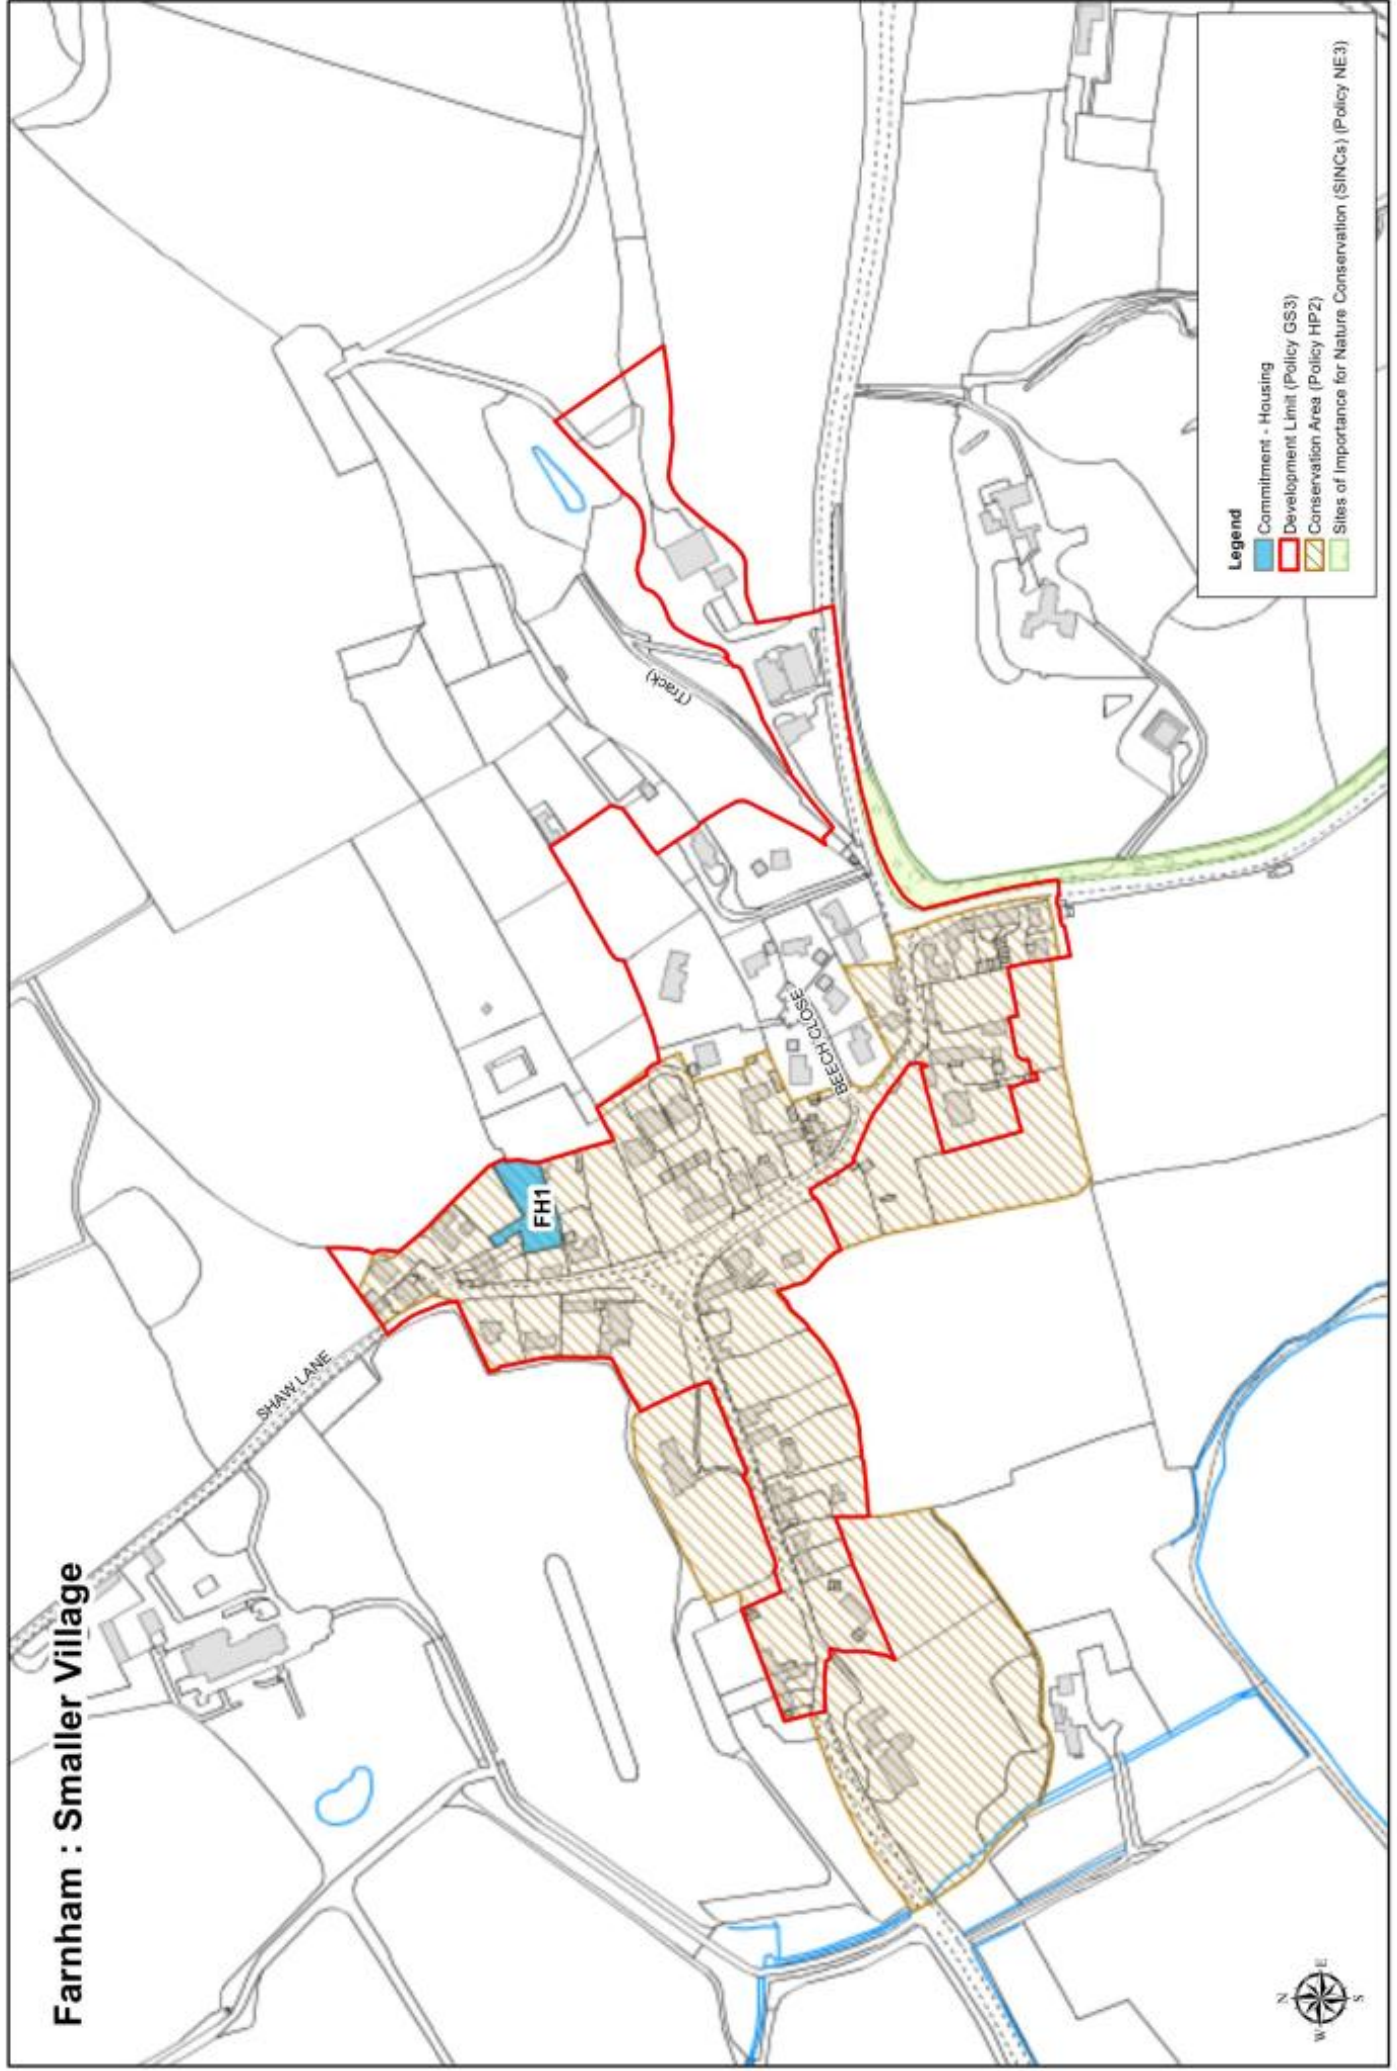 Farnham : Smaller Village
SHAW LANE
FH1
BEECH CLOSE
(Track)
Legend
Commitment - Housing
Development Limit (Policy GS3)
Conservation Area (Policy HP2)
Sites of Importance for Nature Conservation (SINCs) (Policy NE3)
N
W
E
S